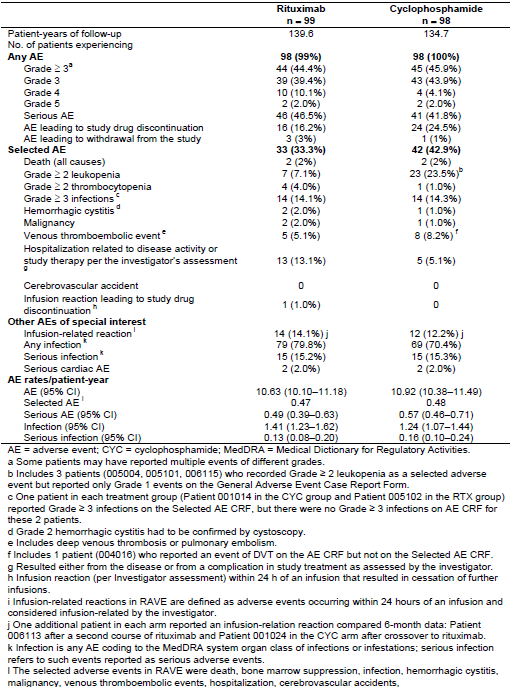 Rituximab Cyclophosphamide
n = 99 n = 98
Patient-years of follow-up 139.6 134.7
No. of patients experiencing
Any AE 98 (99%) 98 (100%)
Grade ≥ 3a 44 (44.4%) 45 (45.9%)
Grade 3 39 (39.4%) 43 (43.9%)
Grade 4 10 (10.1%) 4 (4.1%)
Grade 5 2 (2.0%) 2 (2.0%)
Serious AE 46 (46.5%) 41 (41.8%)
AE leading to study drug discontinuation 16 (16.2%) 24 (24.5%)
AE leading to withdrawal from the study 3 (3%) 1 (1%)
Selected AE 33 (33.3%) 42 (42.9%)
Death (all causes) 2 (2%) 2 (2%)
Grade ≥ 2 leukopenia 7 (7.1%) 23 (23.5%)b
Grade ≥ 2 thrombocytopenia 4 (4.0%) 1 (1.0%)
Grade ≥ 3 infections c 14 (14.1%) 14 (14.3%)
Hemorrhagic cystitis d 2 (2.0%) 1 (1.0%)
Malignancy 2 (2.0%) 1 (1.0%)
Venous thromboembolic event e 5 (5.1%) 8 (8.2%) f
Hospitalization related to disease activity or
study therapy per the investigator's assessment 13 (13.1%) 5 (5.1%)
g
Cerebrovascular accident 0 0
Infusion reaction leading to study drug
discontinuation h 1 (1.0%) 0
Other AEs of special interest
Infusion-related reaction i 14 (14.1%) j 12 (12.2%) j
Any infection k 79 (79.8%) 69 (70.4%)
Serious infection k 15 (15.2%) 15 (15.3%)
Serious cardiac AE 2 (2.0%) 2 (2.0%)
AE rates/patient-year
AE (95% CI) 10.63 (10.10–11.18) 10.92 (10.38–11.49)
Selected AE l 0.47 0.48
Serious AE (95% CI) 0.49 (0.39–0.63) 0.57 (0.46–0.71)
Infection (95% CI) 1.41 (1.23–1.62) 1.24 (1.07–1.44)
Serious infection (95% CI) 0.13 (0.08–0.20) 0.16 (0.10–0.24)
AE = adverse event; CYC = cyclophosphamide; MedDRA = Medical Dictionary for Regulatory Activities.
a Some patients may have reported multiple events of different grades.
b Includes 3 patients (005004, 005101, 006115) who recorded Grade ≥ 2 leukopenia as a selected adverse
event but reported only Grade 1 events on the General Adverse Event Case Report Form.
c One patient in each treatment group (Patient 001014 in the CYC group and Patient 005102 in the RTX group)
reported Grade ≥ 3 infections on the Selected AE CRF, but there were no Grade ≥ 3 infections on AE CRF for
these 2 patients.
d Grade 2 hemorrhagic cystitis had to be confirmed by cystoscopy.
e Includes deep venous thrombosis or pulmonary embolism.
f Includes 1 patient (004016) who reported an event of DVT on the AE CRF but not on the Selected AE CRF.
g Resulted either from the disease or from a complication in study treatment as assessed by the investigator.
h Infusion reaction (per Investigator assessment) within 24 h of an infusion that resulted in cessation of further
infusions.
i Infusion-related reactions in RAVE are defined as adverse events occurring within 24 hours of an infusion and
considered infusion-related by the investigator.
j One additional patient in each arm reported an infusion-relation reaction compared 6-month data: Patient
006113 after a second course of rituximab and Patient 001024 in the CYC arm after crossover to rituximab.
k Infection is any AE coding to the MedDRA system organ class of infections or infestations; serious infection
refers to such events reported as serious adverse events.
l The selected adverse events in RAVE were death, bone marrow suppression, infection, hemorrhagic cystitis,
malignancy, venous thromboembolic events, hospitalization, cerebrovascular accidents,